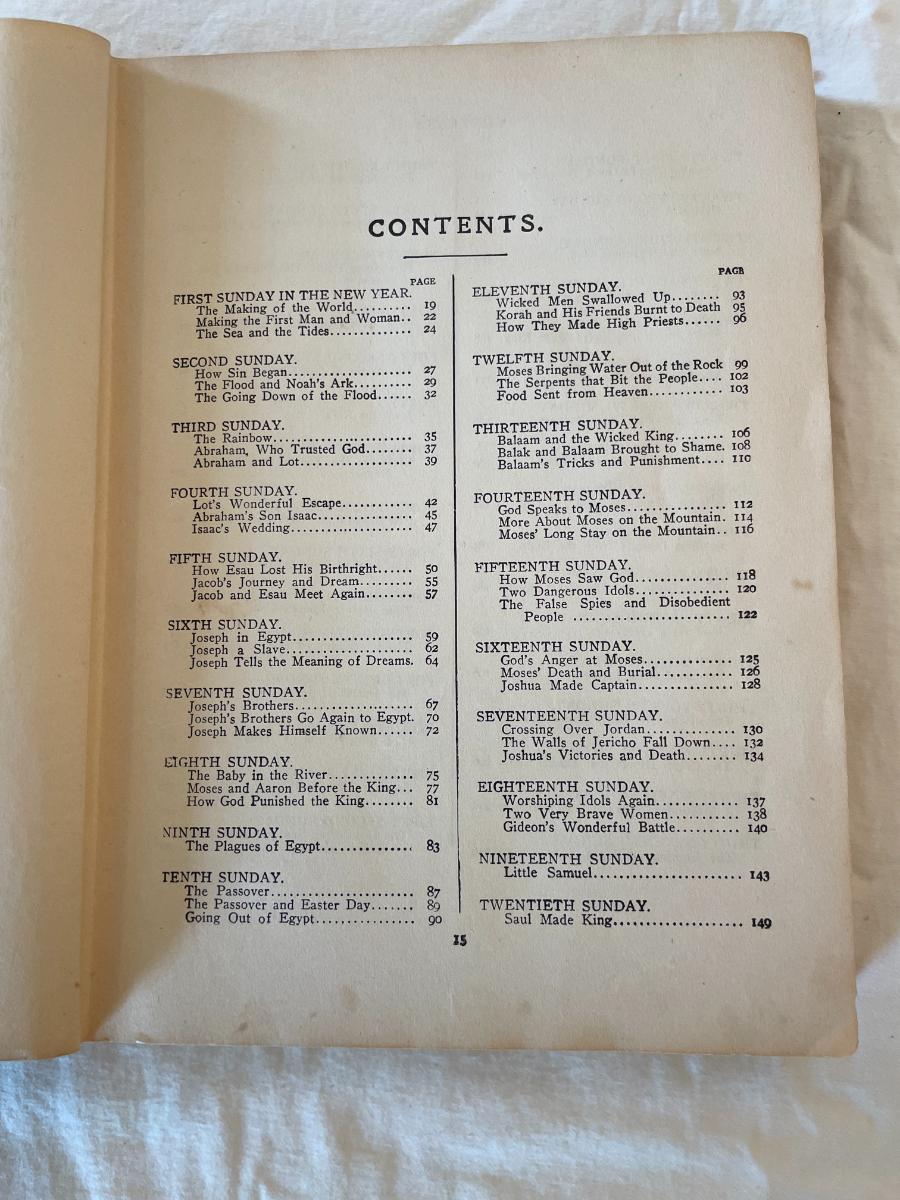 CONTENTS.
PAGE
FIRST SUNDAY IN THE NEW YEAR.
The Making of the World.......... 19
Making the First Man and Woman.. 22
The Sea and the Tides.............. 24
SECOND SUNDAY.
How Sin Began..................... 27
The Flood and Noah's Ark.......... 29
The Going Down of the Flood...... 32
THIRD SUNDAY.
The Rainbow....................... 35
Abraham, Who Trusted God........ 37
Abraham and Lot................... 39
FOURTH SUNDAY.
Lot's Wonderful Escape............ 42
Abraham's Son Isaac............... 45
Isaac's Wedding.................... 47
FIFTH SUNDAY.
How Esau Lost His Birthright...... 50
Jacob's Journey and Dream......... 55
Jacob and Esau Meet Again........ 57
SIXTH SUNDAY.
Joseph in Egypt.................... 59
Joseph a Slave..................... 62
Joseph Tells the Meaning of Dreams. 64
SEVENTH SUNDAY.
Joseph's Brothers................... 67
Joseph's Brothers Go Again to Egypt. 70
Joseph Makes Himself Known...... 72
EIGHTH SUNDAY.
The Baby in the River.............. 75
Moses and Aaron Before the King... 77
How God Punished the King........ 81
NINTH SUNDAY.
The Plagues of Egypt............... 83
TENTH SUNDAY.
The Passover....................... 87
The Passover and Easter Day....... 89
Going Out of Egypt................ 90
PAGE
ELEVENTH SUNDAY.
Wicked Men Swallowed Up........ 93
Korah and His Friends Burnt to Death 95
How They Made High Priests...... 96
TWELFTH SUNDAY.
Moses Bringing Water Out of the Rock 99
The Serpents that Bit the People.... 102
Food Sent from Heaven............ 103
THIRTEENTH SUNDAY.
Balaam and the Wicked King........ 106
Balak and Balaam Brought to Shame. 108
Balaam's Tricks and Punishment.... 110
FOURTEENTH SUNDAY.
God Speaks to Moses............... 112
More About Moses on the Mountain. 114
Moses' Long Stay on the Mountain.. 116
FIFTEENTH SUNDAY.
How Moses Saw God............... 118
Two Dangerous Idols............... 120
The False Spies and Disobedient
People .......................... 122
SIXTEENTH SUNDAY.
God's Anger at Moses.............. 125
Moses' Death and Burial............ 126
Joshua Made Captain............... 128
SEVENTEENTH SUNDAY.
Crossing Over Jordan.............. 130
The Walls of Jericho Fall Down.... 132
Joshua's Victories and Death........ 134
EIGHTEENTH SUNDAY.
Worshiping Idols Again............. 137
Two Very Brave Women........... 138
Gideon's Wonderful Battle.......... 140
NINETEENTH SUNDAY.
Little Samuel....................... 143
TWENTIETH SUNDAY.
Saul Made King.................... 149
15